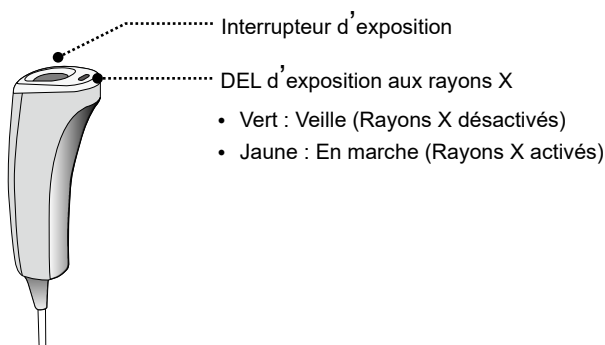 Interrupteur d’exposition
DEL d’exposition aux rayons X
• Vert : Veille (Rayons X désactivés)
• Jaune : En marche (Rayons X activés)